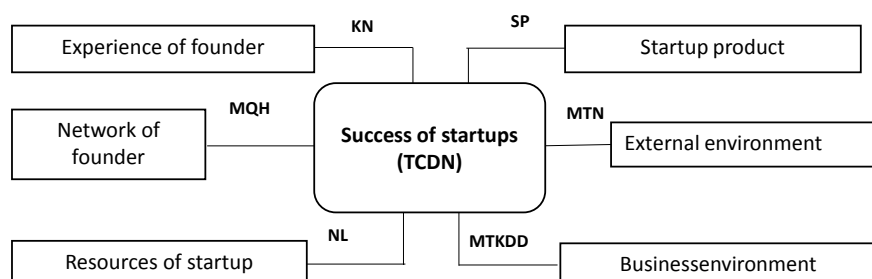 KN
SP
Experience of founder
Startup product
MQH
MTN
Network of
founder
Success of startups
(TCDN)
External environment
NL
MTKDD
Resources of startup
Businessenvironment